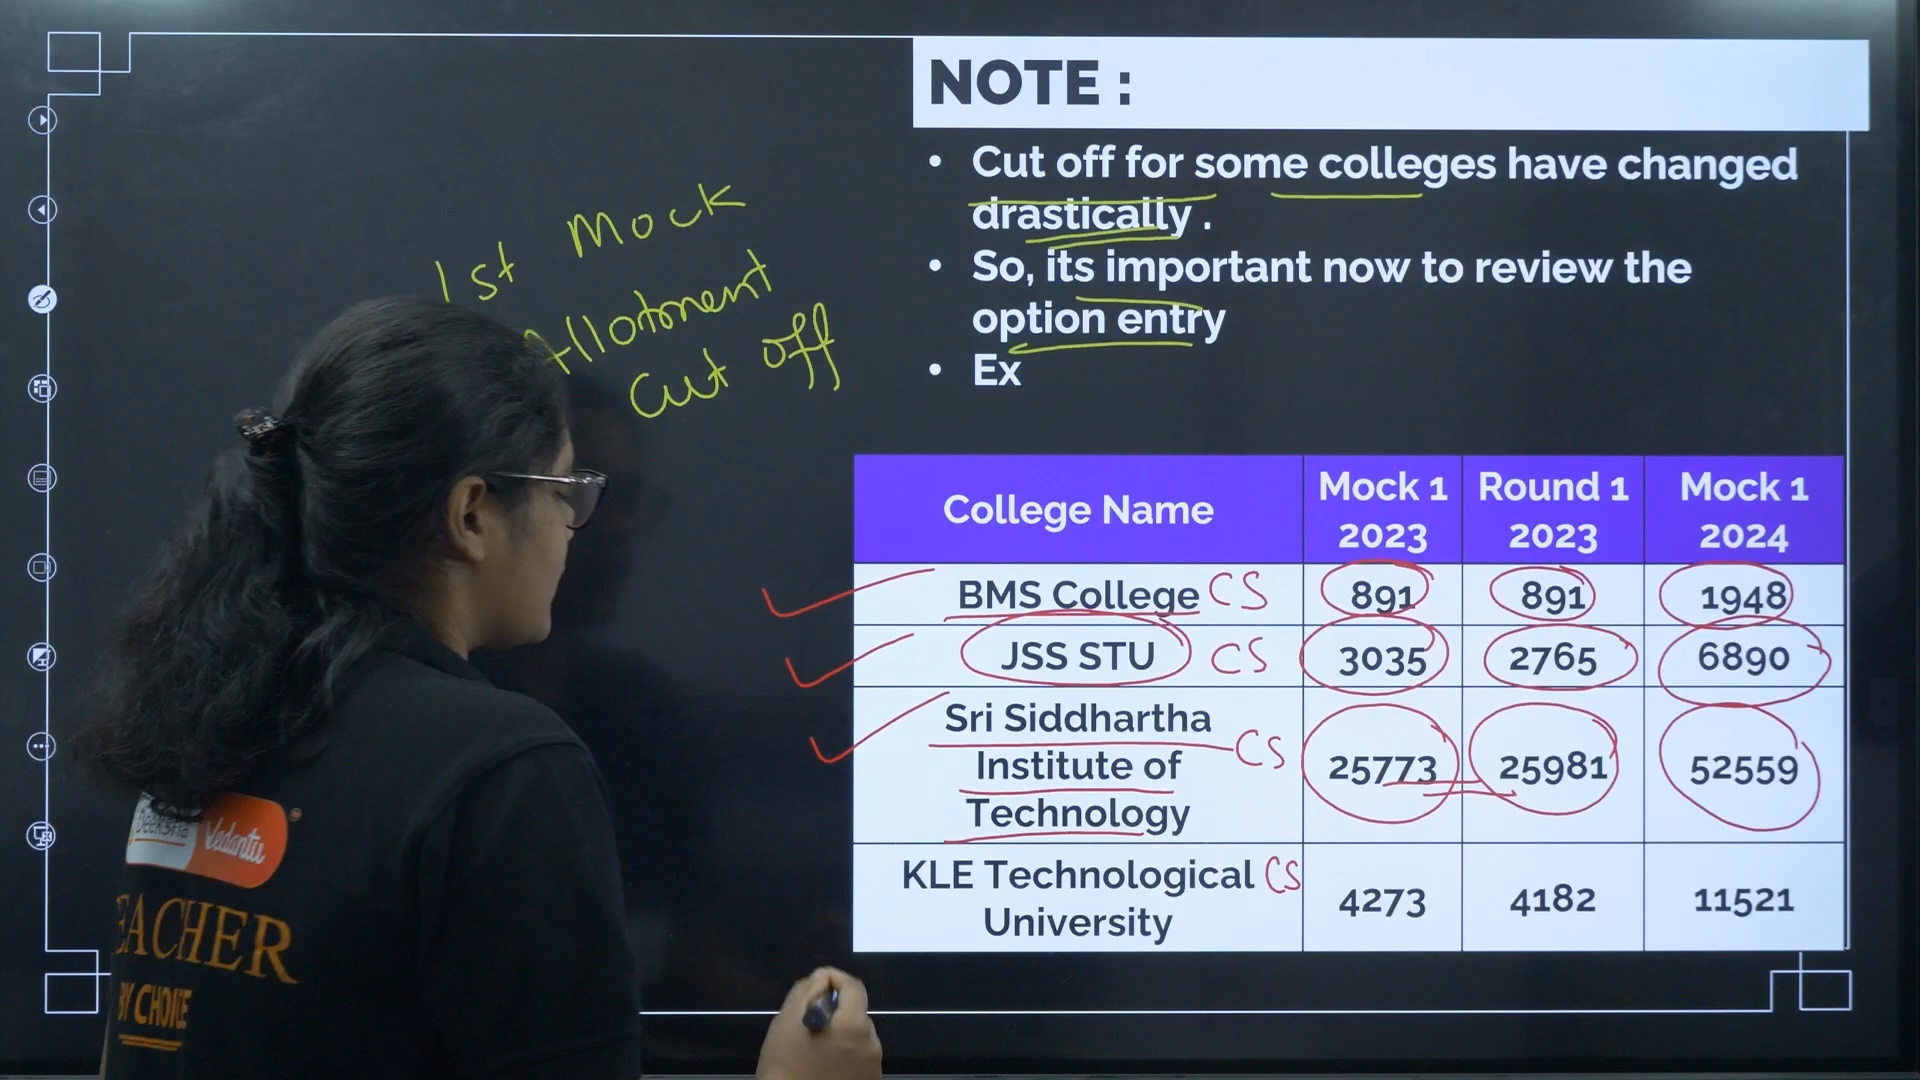 NOTE :
• Cut off for some colleges have changed
drastically .
• So, its important now to review the
option entry
• Ex
1st Mock
Allotment
Cut off
College Name
Mock 1
2023
Round 1
2023
Mock 1
2024
BMS College CS
891
891
1948
JSS STU CS
3035
2765
6890
Sri Siddhartha
Institute of CS
Technology
25773
25981
52559
KLE Technological CS
University
4273
4182
11521
Vedantu
BY CHOICE